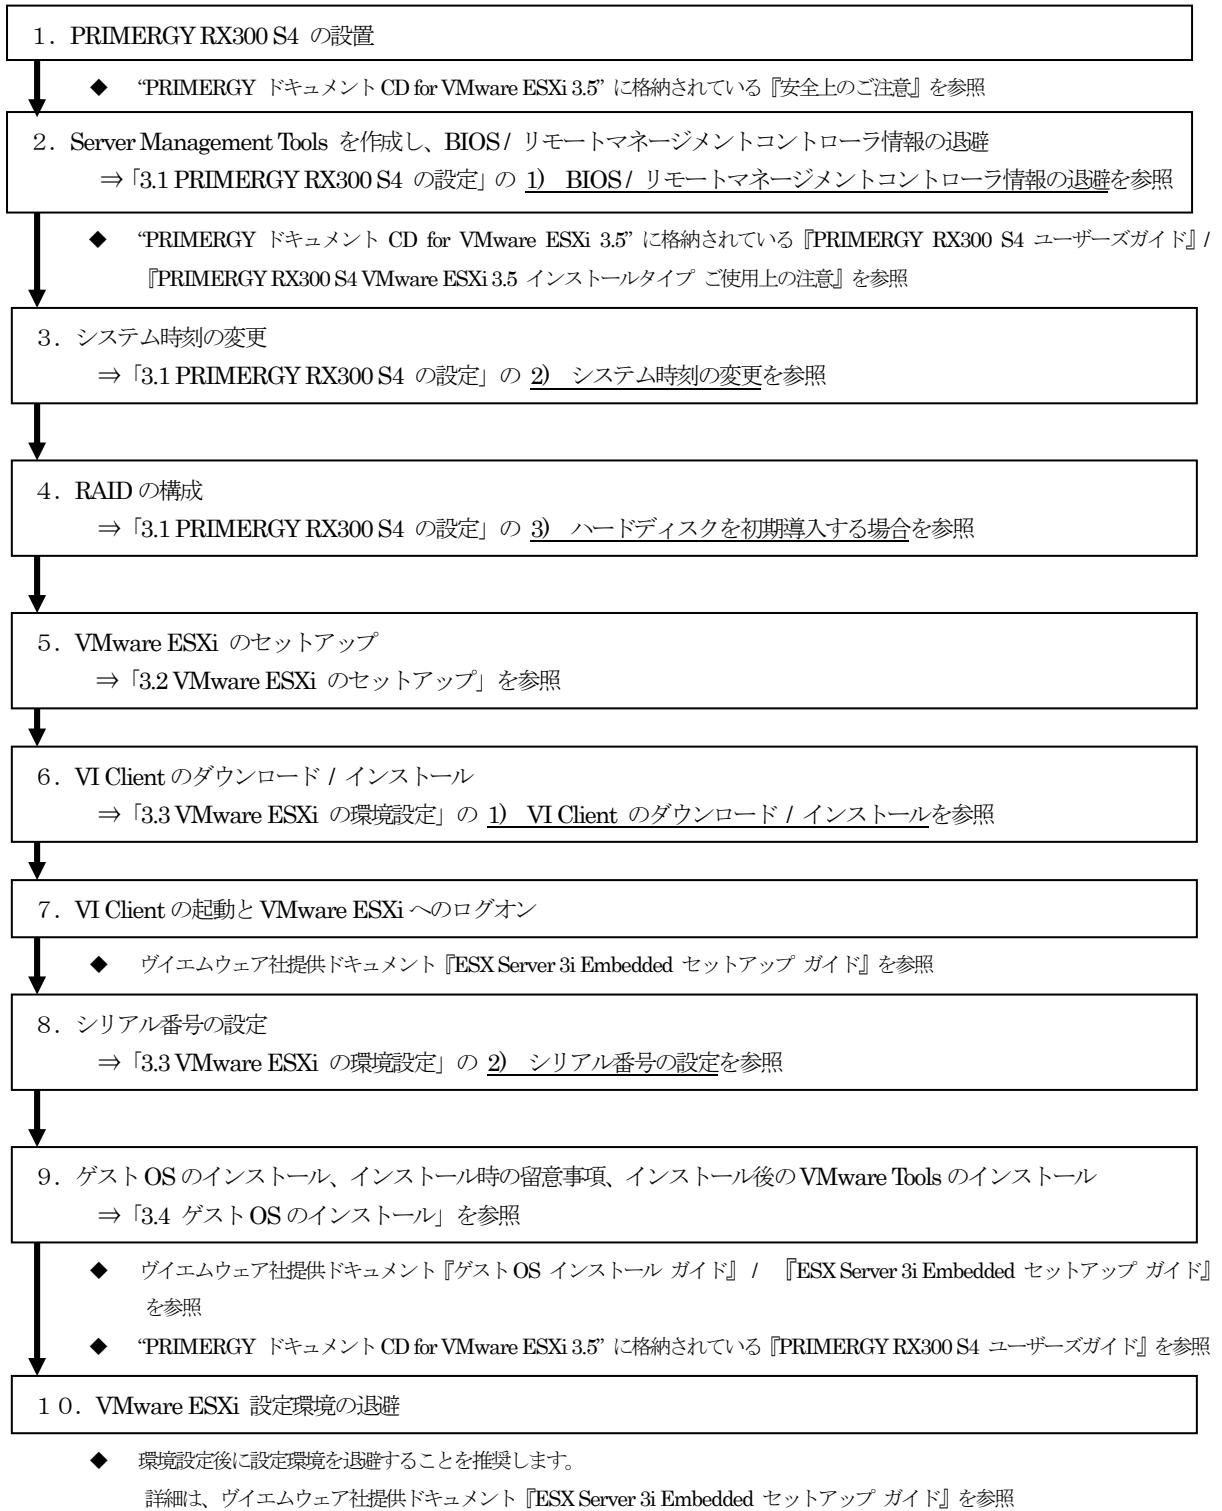 １．PRIMERGY RX300 S4 の設置
◆ “PRIMERGY ドキュメント CD for VMware ESXi 3.5” に格納されている『安全上のご注意』を参照
２．Server Management Tools を作成し、BIOS / リモートマネージメントコントローラ情報の退避
⇒「3.1 PRIMERGY RX300 S4 の設定」の 1) BIOS / リモートマネージメントコントローラ情報の退避を参照
◆ “PRIMERGY ドキュメント CD for VMware ESXi 3.5” に格納されている『PRIMERGY RX300 S4 ユーザーズガイド』 /
『PRIMERGY RX300 S4 VMware ESXi 3.5 インストールタイプ ご使用上の注意』を参照
３．システム時刻の変更
⇒「3.1 PRIMERGY RX300 S4 の設定」の 2) システム時刻の変更を参照
４．RAID の構成
⇒「3.1 PRIMERGY RX300 S4 の設定」の 3) ハードディスクを初期導入する場合を参照
５．VMware ESXi のセットアップ
⇒「3.2 VMware ESXi のセットアップ」を参照
６．VI Client のダウンロード / インストール
⇒「3.3 VMware ESXi の環境設定」の 1) VI Client のダウンロード / インストールを参照
７．VI Client の起動と VMware ESXi へのログオン
◆ ヴイエムウェア社提供ドキュメント『ESX Server 3i Embedded セットアップ ガイド』を参照
８．シリアル番号の設定
⇒「3.3 VMware ESXi の環境設定」の 2) シリアル番号の設定を参照
９．ゲスト OS のインストール、インストール時の留意事項、インストール後の VMware Tools のインストール
⇒「3.4 ゲスト OS のインストール」を参照
◆ ヴイエムウェア社提供ドキュメント『ゲスト OS インストール ガイド』 / 『ESX Server 3i Embedded セットアップ ガイド』
を参照
◆ “PRIMERGY ドキュメント CD for VMware ESXi 3.5” に格納されている『PRIMERGY RX300 S4 ユーザーズガイド』を参照
１０．VMware ESXi 設定環境の退避
◆ 環境設定後に設定環境を退避することを推奨します。
詳細は、ヴイエムウェア社提供ドキュメント『ESX Server 3i Embedded セットアップ ガイド』を参照